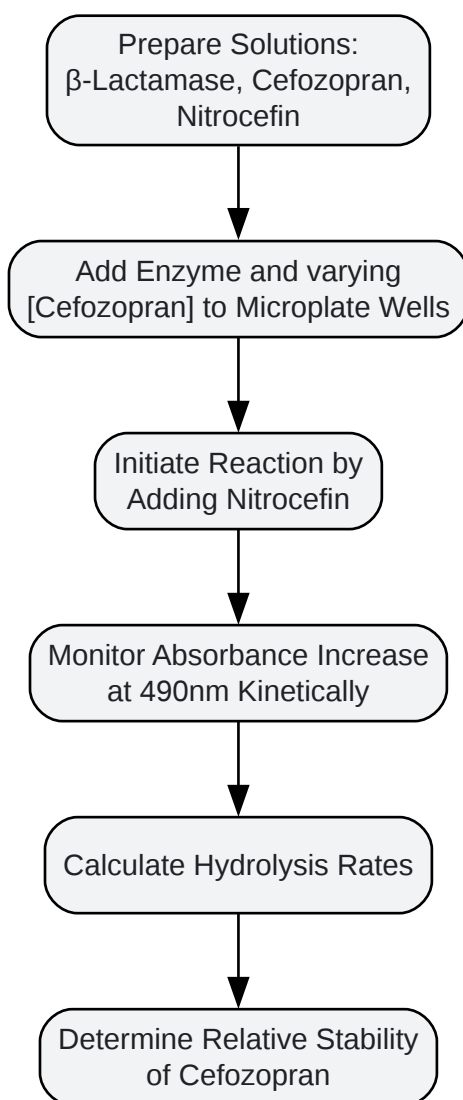 Prepare Solutions:
β-Lactamase, Cefozopran,
Nitrocefin
Add Enzyme and varying
[Cefozopran] to Microplate Wells
Initiate Reaction by
Adding Nitrocefin
Monitor Absorbance Increase
at 490nm Kinetically
Calculate Hydrolysis Rates
Determine Relative Stability
of Cefozopran